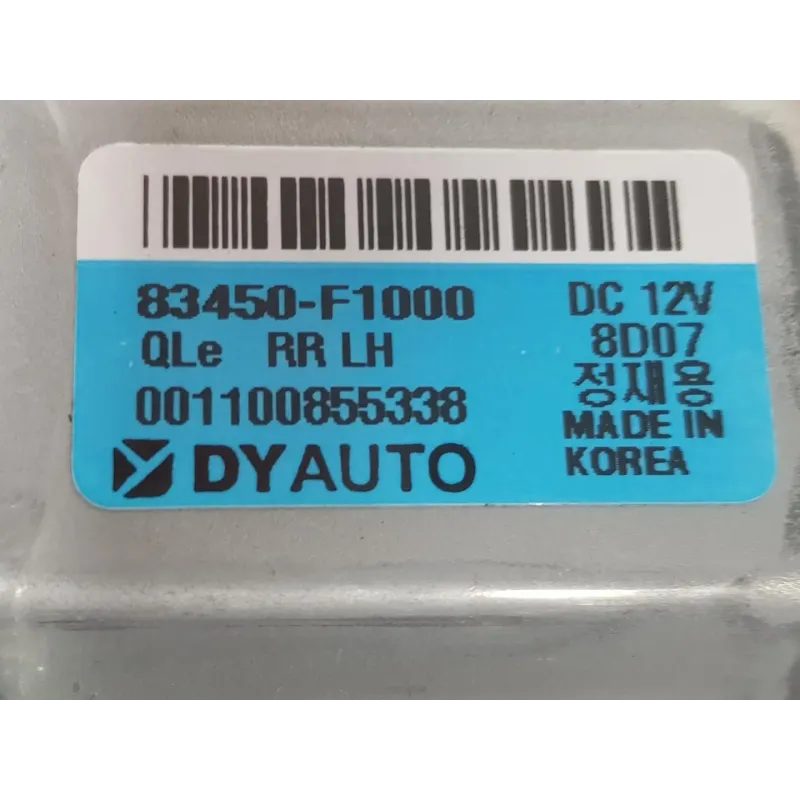 83450-F1000
QLe RR LH
001100855338
DYAUTO
DC 12V
8D07
정재용
MADE IN
KOREA